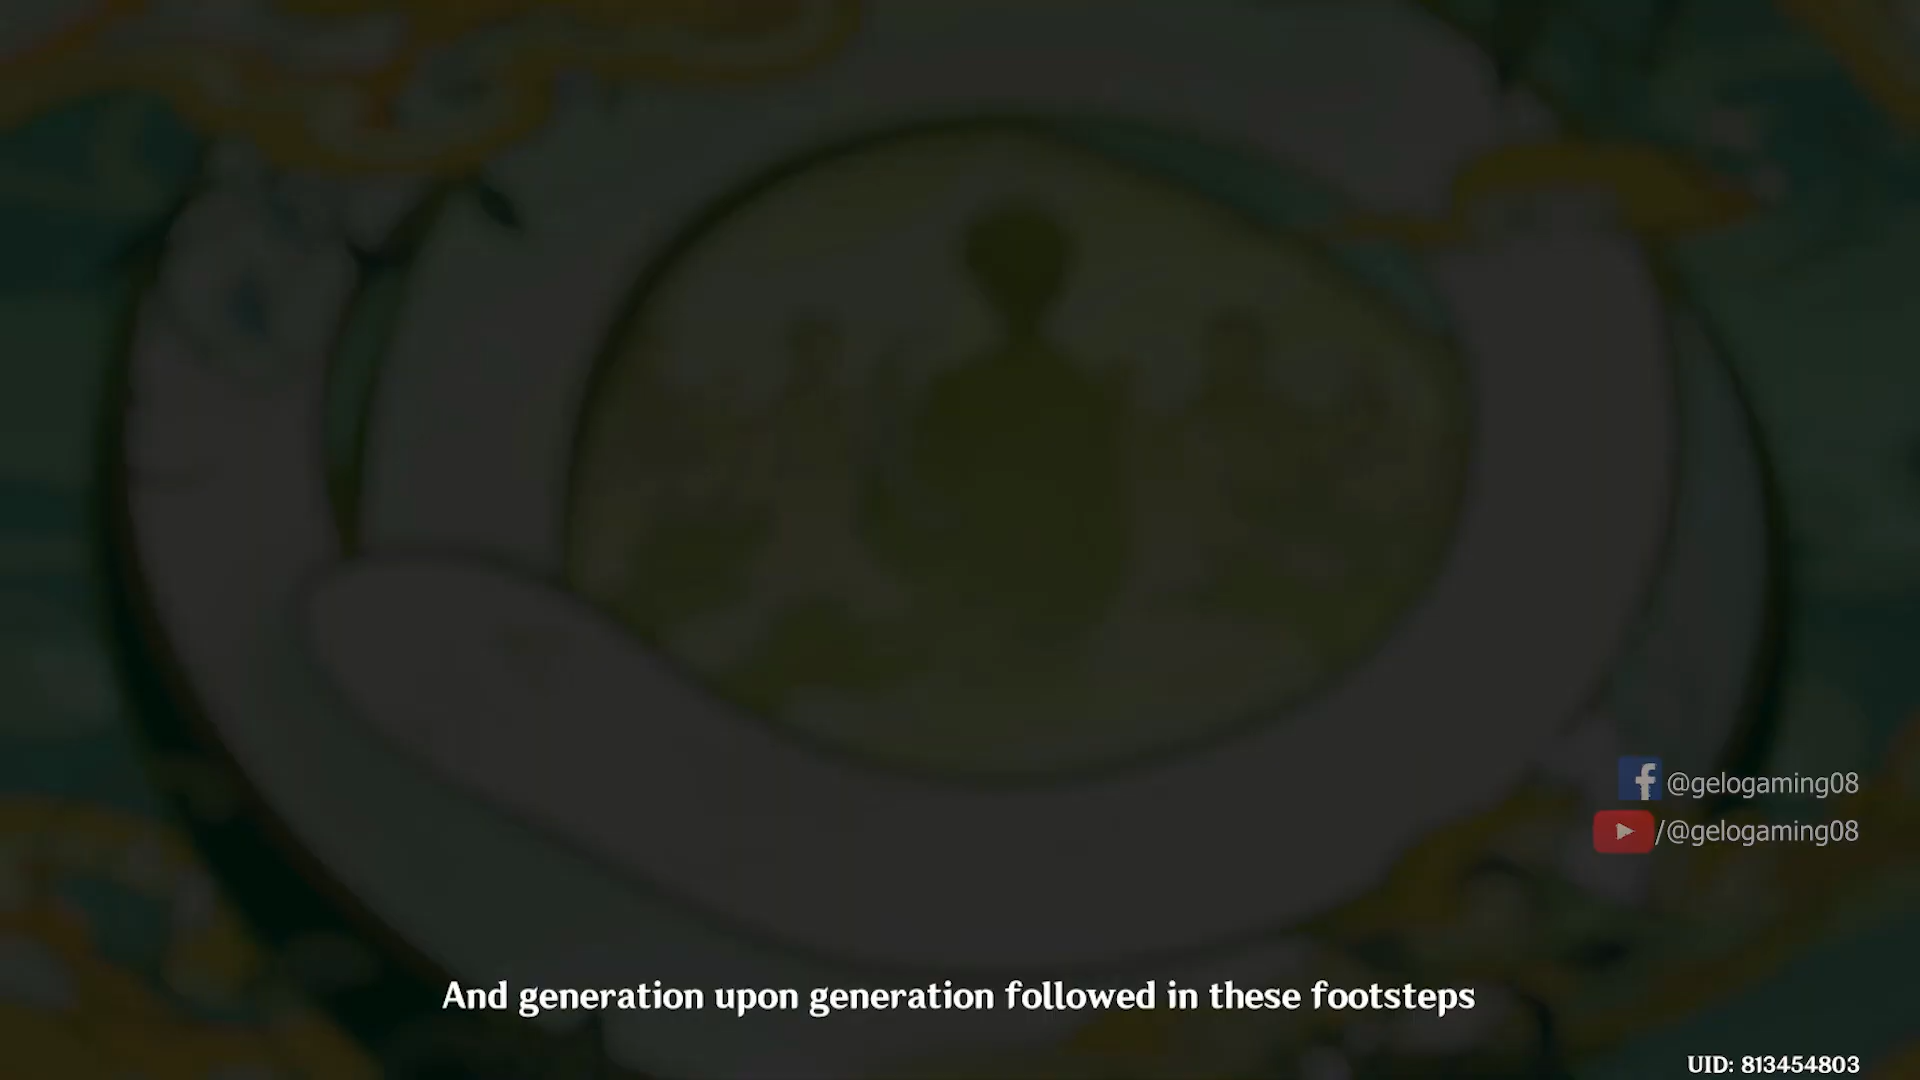 @gelogaming08
/@gelogaming08
And generation upon generation followed in these footsteps
UID: 813454803